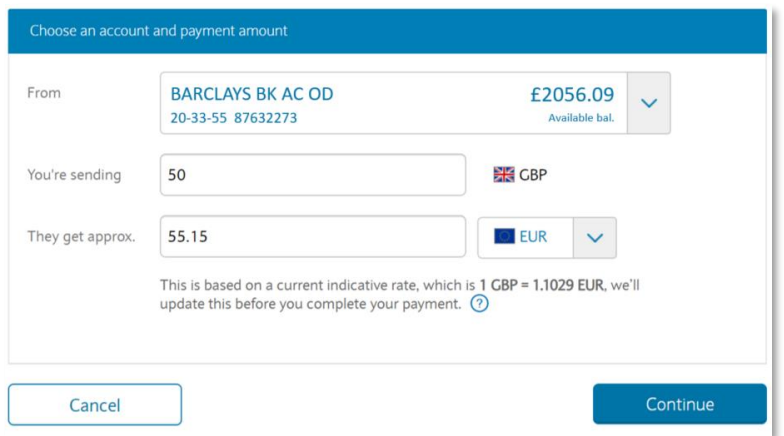 Choose an account and payment amount
From
BARCLAYS BK AC OD £2056.09
20-33-55 87632273 Available bal.
You're sending 50 GBP
They get approx. 55.15 EUR
This is based on a current indicative rate, which is 1 GBP = 1.1029 EUR, we'll
update this before you complete your payment. ?
Cancel Continue